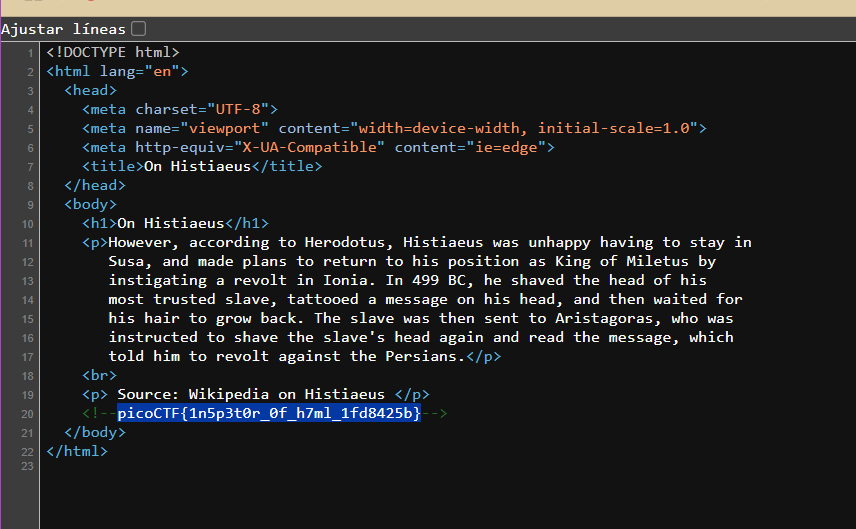 Ajustar líneas
1 <!DOCTYPE html>
2 <html lang="en">
3 <head>
4 <meta charset="UTF-8">
5 <meta name="viewport" content="width=device-width, initial-scale=1.0">
6 <meta http-equiv="X-UA-Compatible" content="ie=edge">
7 <title>On Histiaeus</title>
8 </head>
9 <body>
10 <h1>On Histiaeus</h1>
11 <p>However, according to Herodotus, Histiaeus was unhappy having to stay in
12 Susa, and made plans to return to his position as King of Miletus by
13 instigating a revolt in Ionia. In 499 BC, he shaved the head of his
14 most trusted slave, tattooed a message on his head, and then waited for
15 his hair to grow back. The slave was then sent to Aristagoras, who was
16 instructed to shave the slave's head again and read the message, which
17 told him to revolt against the Persians.</p>
18 <br>
19 <p> Source: Wikipedia on Histiaeus </p>
20 <!--picoCTF{1n5p3t0r_0f_h7ml_1fd8425b}-->
21 </body>
22 </html>
23